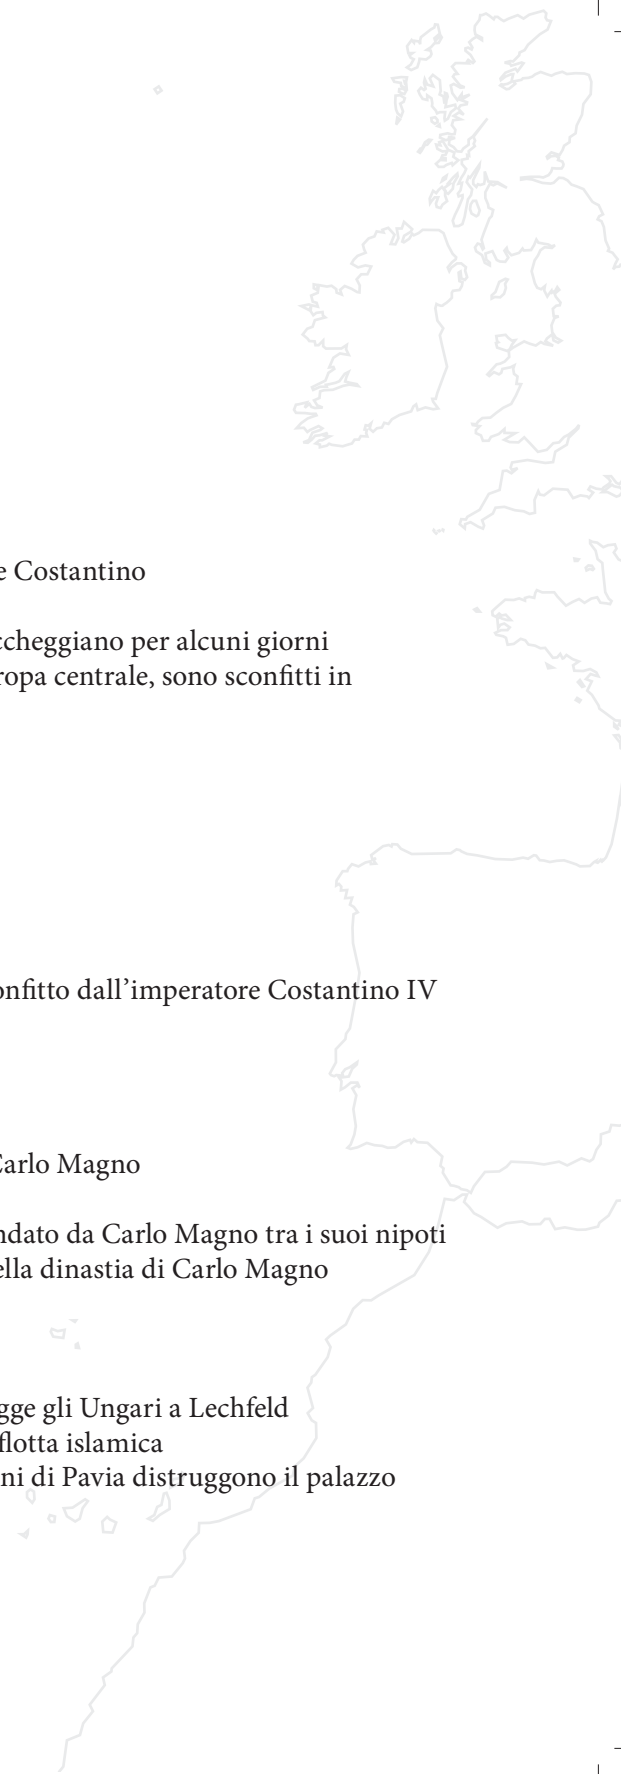 e Costantino
ccheggiano per alcuni giorni
ropa centrale, sono sconfitti in
onfitto dall’imperatore Costantino IV
Carlo Magno
ndato da Carlo Magno tra i suoi nipoti
ella dinastia di Carlo Magno
gge gli Ungari a Lechfeld
flotta islamica
ni di Pavia distruggono il palazzo